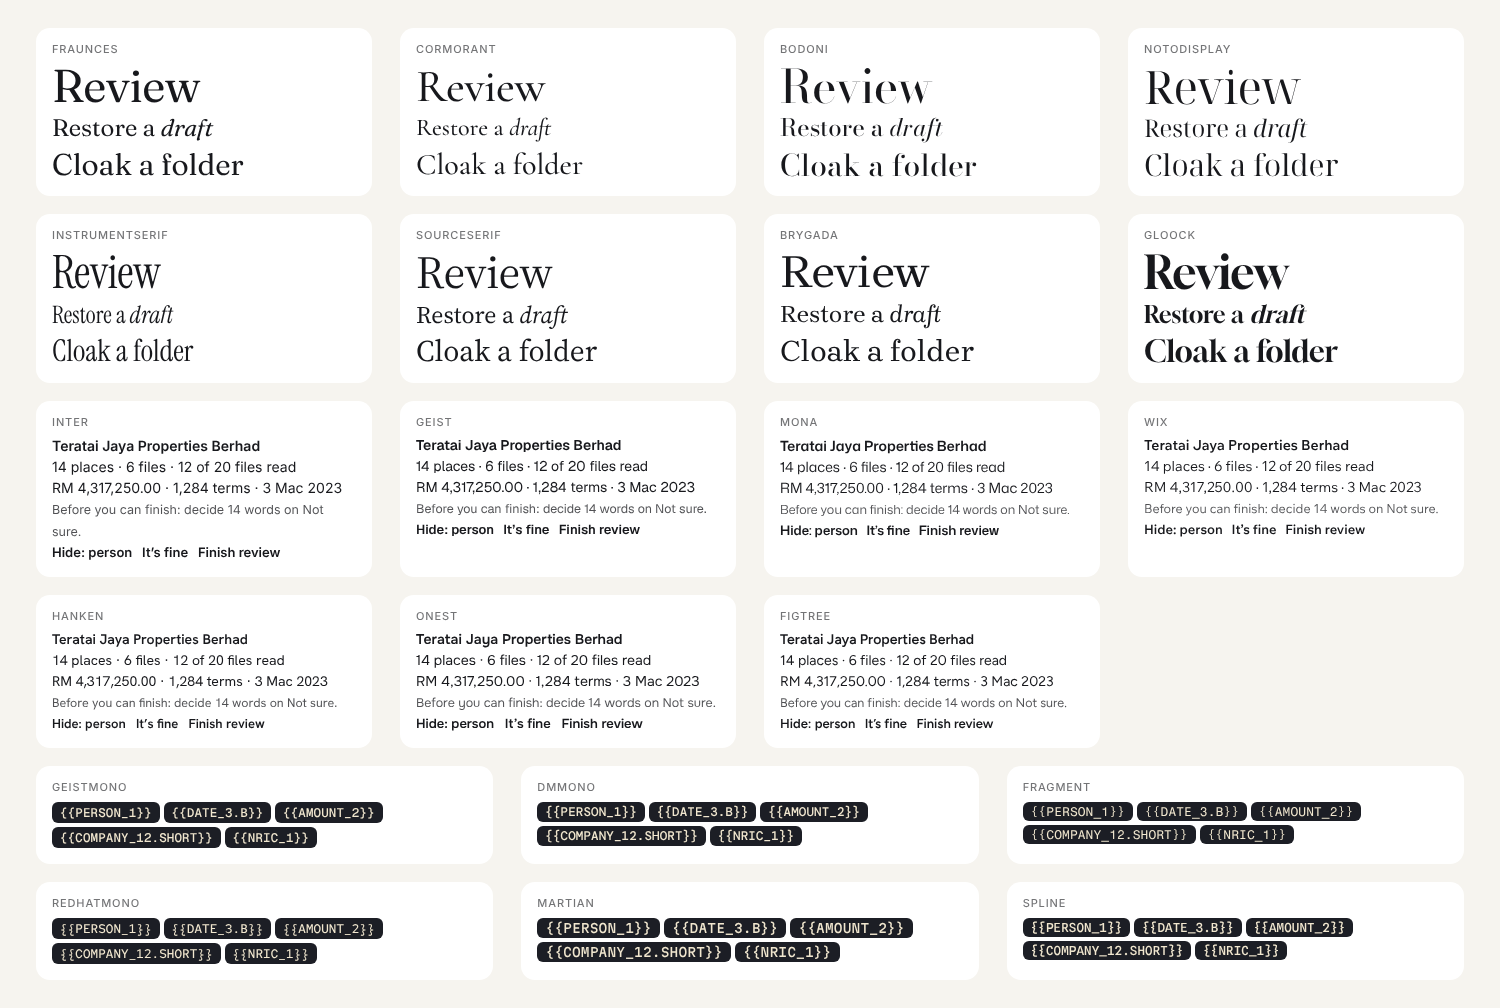 FRAUNCES
Review
Restore a draft
Cloak a folder
CORMORANT
Review
Restore a draft
Cloak a folder
BODONI
Review
Restore a draft
Cloak a folder
NOTODISPLAY
Review
Restore a draft
Cloak a folder
INSTRUMENTSERIF
Review
Restore a draft
Cloak a folder
SOURCESERIF
Review
Restore a draft
Cloak a folder
BRYGADA
Review
Restore a draft
Cloak a folder
GLOOCK
Review
Restore a draft
Cloak a folder
INTER
Teratai Jaya Properties Berhad
14 places · 6 files · 12 of 20 files read
RM 4,317,250.00 · 1,284 terms · 3 Mac 2023
Before you can finish: decide 14 words on Not
sure.
Hide: person It’s fine Finish review
GEIST
Teratai Jaya Properties Berhad
14 places · 6 files · 12 of 20 files read
RM 4,317,250.00 · 1,284 terms · 3 Mac 2023
Before you can finish: decide 14 words on Not sure.
Hide: person It’s fine Finish review
MONA
Teratai Jaya Properties Berhad
14 places · 6 files · 12 of 20 files read
RM 4,317,250.00 · 1,284 terms · 3 Mac 2023
Before you can finish: decide 14 words on Not sure.
Hide: person It’s fine Finish review
WIX
Teratai Jaya Properties Berhad
14 places · 6 files · 12 of 20 files read
RM 4,317,250.00 · 1,284 terms · 3 Mac 2023
Before you can finish: decide 14 words on Not sure.
Hide: person It’s fine Finish review
HANKEN
Teratai Jaya Properties Berhad
14 places · 6 files · 12 of 20 files read
RM 4,317,250.00 · 1,284 terms · 3 Mac 2023
Before you can finish: decide 14 words on Not sure.
Hide: person It’s fine Finish review
ONEST
Teratai Jaya Properties Berhad
14 places · 6 files · 12 of 20 files read
RM 4,317,250.00 · 1,284 terms · 3 Mac 2023
Before you can finish: decide 14 words on Not sure.
Hide: person It’s fine Finish review
FIGTREE
Teratai Jaya Properties Berhad
14 places · 6 files · 12 of 20 files read
RM 4,317,250.00 · 1,284 terms · 3 Mac 2023
Before you can finish: decide 14 words on Not sure.
Hide: person It’s fine Finish review
GEISTMONO
{{PERSON_1}} {{DATE_3.B}} {{AMOUNT_2}}
{{COMPANY_12.SHORT}} {{NRIC_1}}
DMMONO
{{PERSON_1}} {{DATE_3.B}} {{AMOUNT_2}}
{{COMPANY_12.SHORT}} {{NRIC_1}}
FRAGMENT
{{PERSON_1}} {{DATE_3.B}} {{AMOUNT_2}}
{{COMPANY_12.SHORT}} {{NRIC_1}}
REDHATMONO
{{PERSON_1}} {{DATE_3.B}} {{AMOUNT_2}}
{{COMPANY_12.SHORT}} {{NRIC_1}}
MARTIAN
{{PERSON_1}} {{DATE_3.B}} {{AMOUNT_2}}
{{COMPANY_12.SHORT}} {{NRIC_1}}
SPLINE
{{PERSON_1}} {{DATE_3.B}} {{AMOUNT_2}}
{{COMPANY_12.SHORT}} {{NRIC_1}}